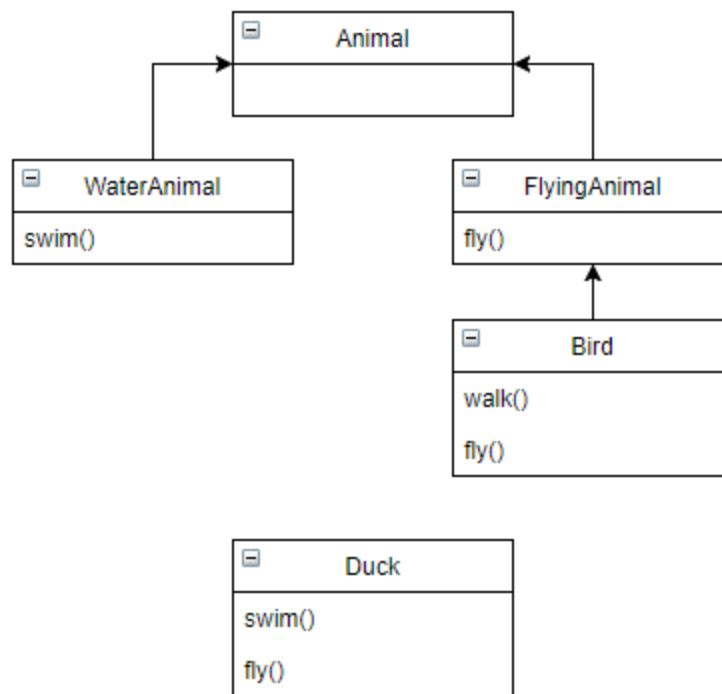 Animal
WaterAnimal
swim()
FlyingAnimal
fly()
Bird
walk()
fly()
Duck
swim()
fly()